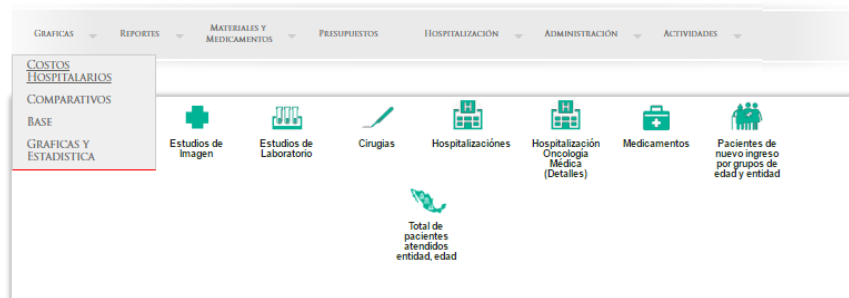 GRAFICAS
REPORTES
MATERIALES Y
MEDICAMENTOS
PRESUPUESTOS
HOSPITALIZACIÓN
ADMINISTRACIÓN
ACTIVIDADES
COSTOS
HOSPITALARIOS
COMPARATIVOS
BASE
GRAFICAS Y
ESTADISTICA
Estudios de
Imagen
Estudios de
Laboratorio
Cirugias
Hospitalizaciónes
Hospitalización
Oncología
Médica
(Detalles)
Medicamentos
Pacientes de
nuevo ingreso
por grupos de
edad y entidad
Total de
pacientes
atendidos
entidad, edad